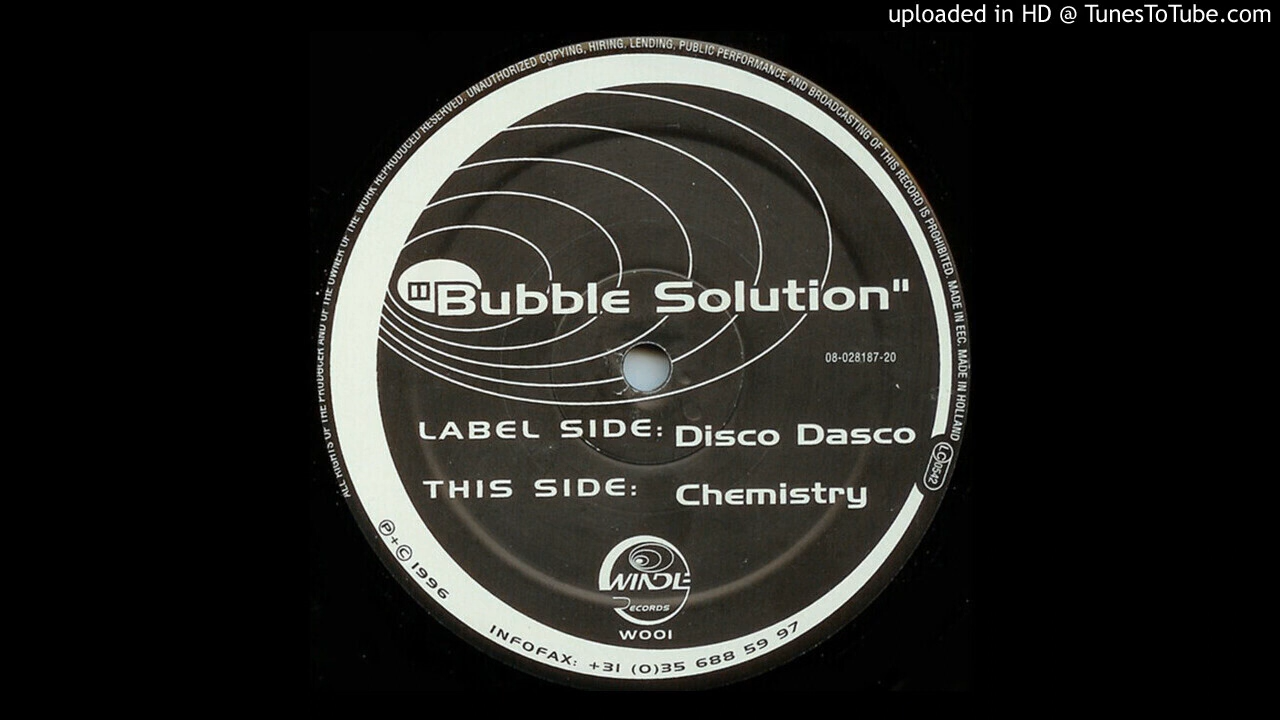 uploaded in HD @ TunesToTube.com
ALL RIGHTS OF THE PRODUCER AND OF THE OWNER OF THE WORK REPRODUCED RESERVED. UNAUTHORIZED COPYING, HIRING, LENDING, PUBLIC PERFORMANCE AND BROADCASTING OF THIS RECORD IS PROHIBITED. MADE IN EEC. MADE IN HOLLAND
"Bubble Solution"
08-028187-20
LABEL SIDE: Disco Dasco
THIS SIDE: Chemistry
LC 0542
WINDLE
RECORDS
W001
Ⓟ+© 1996
INFOFAX: +31 (0)35 688 59 97